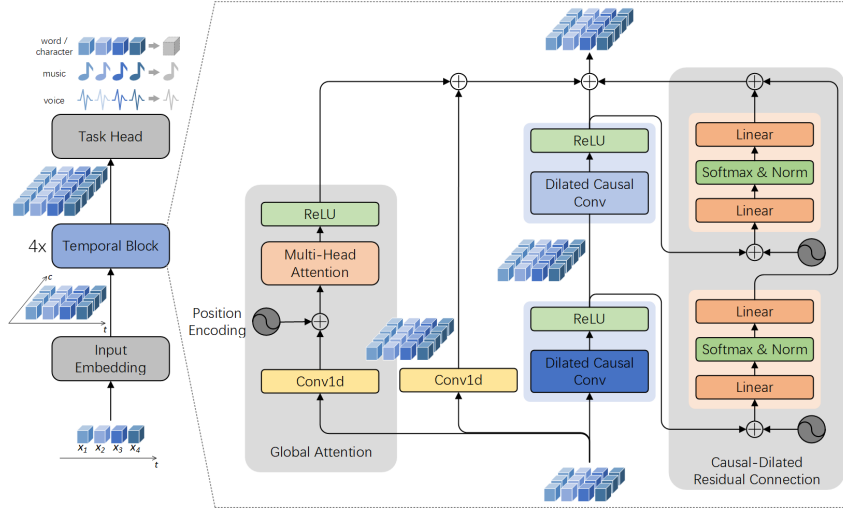 word /
character
music
voice
Task Head
4x
Temporal Block
c
t
Input
Embedding
x1 x2 x3 x4
t
ReLU
Multi-Head
Attention
Position
Encoding
Conv1d
Global Attention
Conv1d
ReLU
Dilated Causal
Conv
ReLU
Dilated Causal
Conv
Linear
Softmax & Norm
Linear
Linear
Softmax & Norm
Linear
Causal-Dilated
Residual Connection